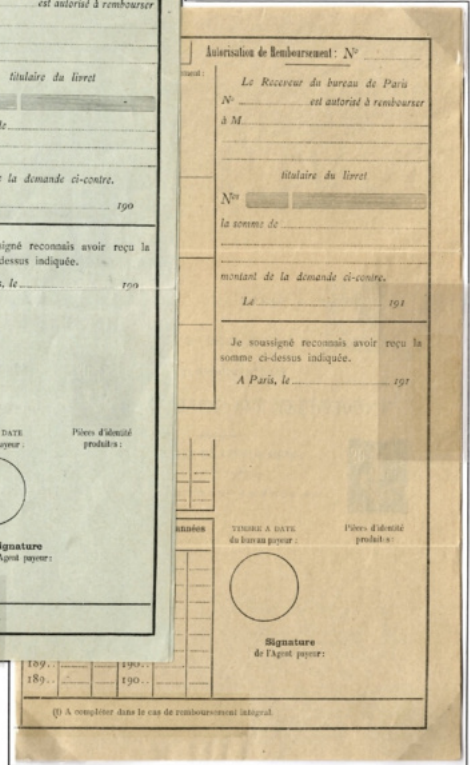 est autorisé à rembourser
titulaire du livret
la demande ci-contre.
190
signé reconnais avoir reçu la
dessus indiquée.
, le 190
DATE
payeur :
Pièces d'identité
produites :
Signature
Agent payeur :
Autorisation de Remboursement : Nº
Le Receveur du bureau de Paris
Nº est autorisé à rembourser
à M
titulaire du livret
Nos
la somme de
montant de la demande ci-contre.
Le 191
Je soussigné reconnais avoir reçu la
somme ci-dessus indiquée.
A Paris, le 191
années
TIMBRE A DATE
du bureau payeur :
Pièces d'identité
produites :
Signature
de l'Agent payeur :
189.. 190..
189.. 190..
(1) A compléter dans le cas de remboursement intégral.